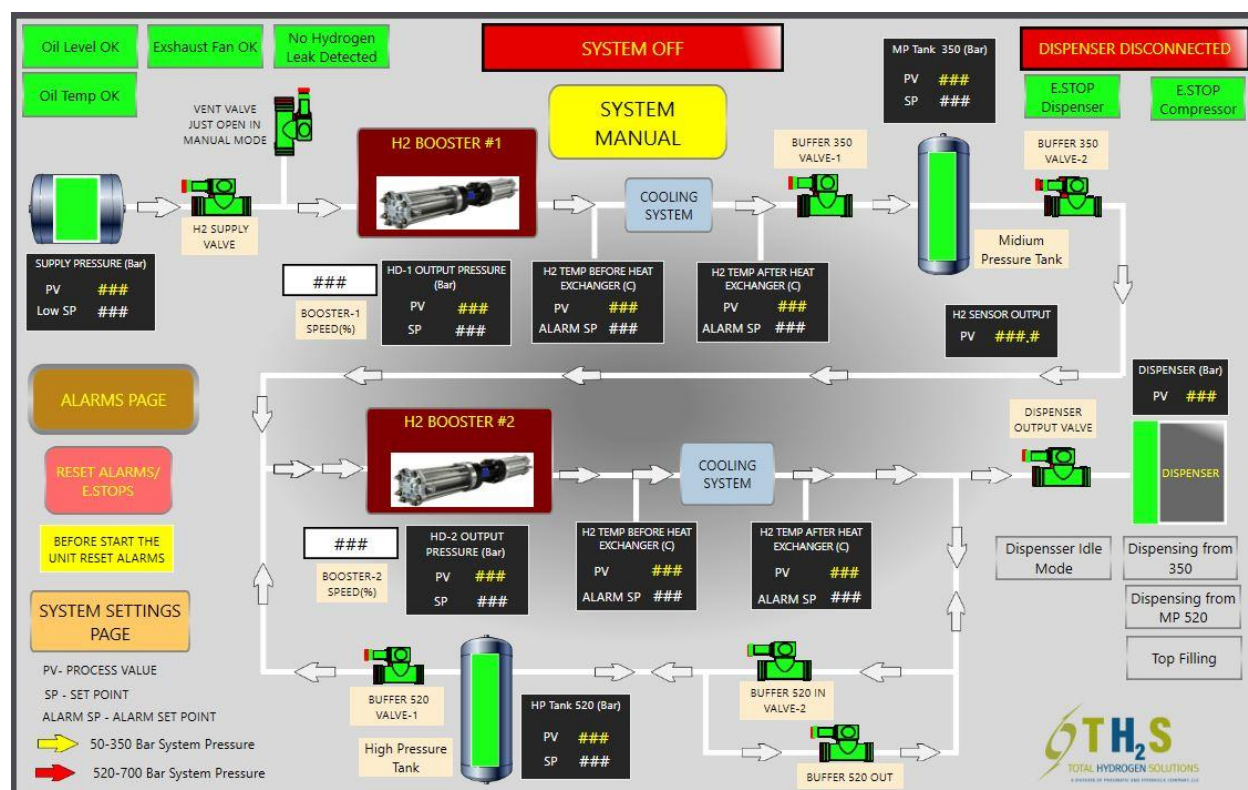 Oil Level OK
Exshaust Fan OK
No Hydrogen
Leak Detected
SYSTEM OFF
MP Tank 350 (Bar)
PV ###
SP ###
DISPENSER DISCONNECTED
Oil Temp OK
E.STOP
Dispenser
E.STOP
Compressor
VENT VALVE
JUST OPEN IN
MANUAL MODE
SYSTEM
MANUAL
H2 BOOSTER #1
BUFFER 350
VALVE-1
BUFFER 350
VALVE-2
COOLING
SYSTEM
H2 SUPPLY
VALVE
Midium
Pressure Tank
SUPPLY PRESSURE (Bar)
PV ###
Low SP ###
###
BOOSTER-1
SPEED(%)
HD-1 OUTPUT PRESSURE
(Bar)
PV ###
SP ###
H2 TEMP BEFORE HEAT
EXCHANGER (C)
PV ###
ALARM SP ###
H2 TEMP AFTER HEAT
EXCHANGER (C)
PV ###
ALARM SP ###
H2 SENSOR OUTPUT
PV ###.#
ALARMS PAGE
DISPENSER (Bar)
PV ###
H2 BOOSTER #2
DISPENSER
OUTPUT VALVE
COOLING
SYSTEM
DISPENSER
RESET ALARMS/
E.STOPS
BEFORE START THE
UNIT RESET ALARMS
###
BOOSTER-2
SPEED(%)
HD-2 OUTPUT
PRESSURE (Bar)
PV ###
SP ###
H2 TEMP BEFORE HEAT
EXCHANGER (C)
PV ###
ALARM SP ###
H2 TEMP AFTER HEAT
EXCHANGER (C)
PV ###
ALARM SP ###
Dispensser Idle
Mode
Dispensing from
350
Dispensing from
MP 520
Top Filling
SYSTEM SETTINGS
PAGE
PV- PROCESS VALUE
SP - SET POINT
ALARM SP - ALARM SET POINT
50-350 Bar System Pressure
520-700 Bar System Pressure
BUFFER 520
VALVE-1
High Pressure
Tank
HP Tank 520 (Bar)
PV ###
SP ###
BUFFER 520 IN
VALVE-2
BUFFER 520 OUT
TH2S
TOTAL HYDROGEN SOLUTIONS
A DIVISION OF PNEUMATIC AND HYDRAULIC COMPANY, LLC